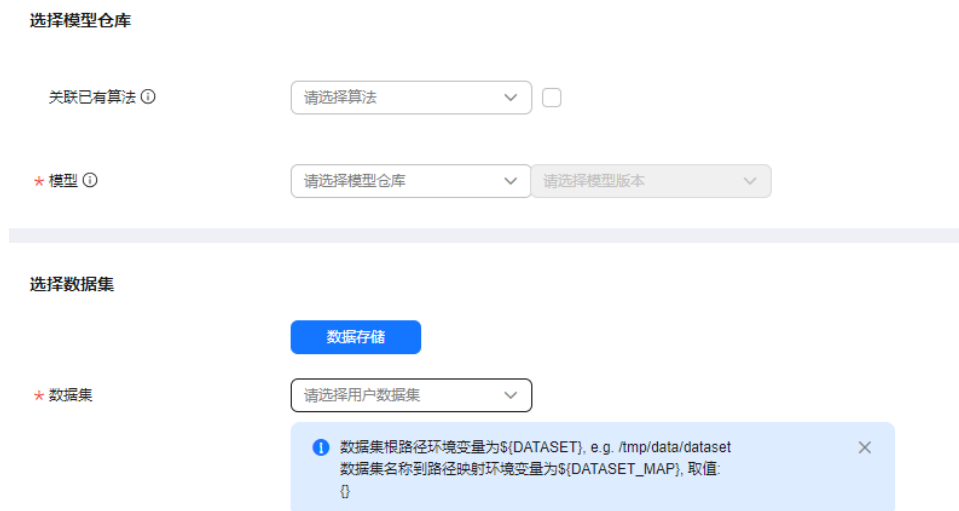 选择模型仓库
关联已有算法
请选择算法
* 模型
请选择模型仓库
请选择模型版本
选择数据集
数据存储
* 数据集
请选择用户数据集
数据集根路径环境变量为${DATASET}, e.g. /tmp/data/dataset
数据集名称到路径映射环境变量为${DATASET_MAP}, 取值:
{}